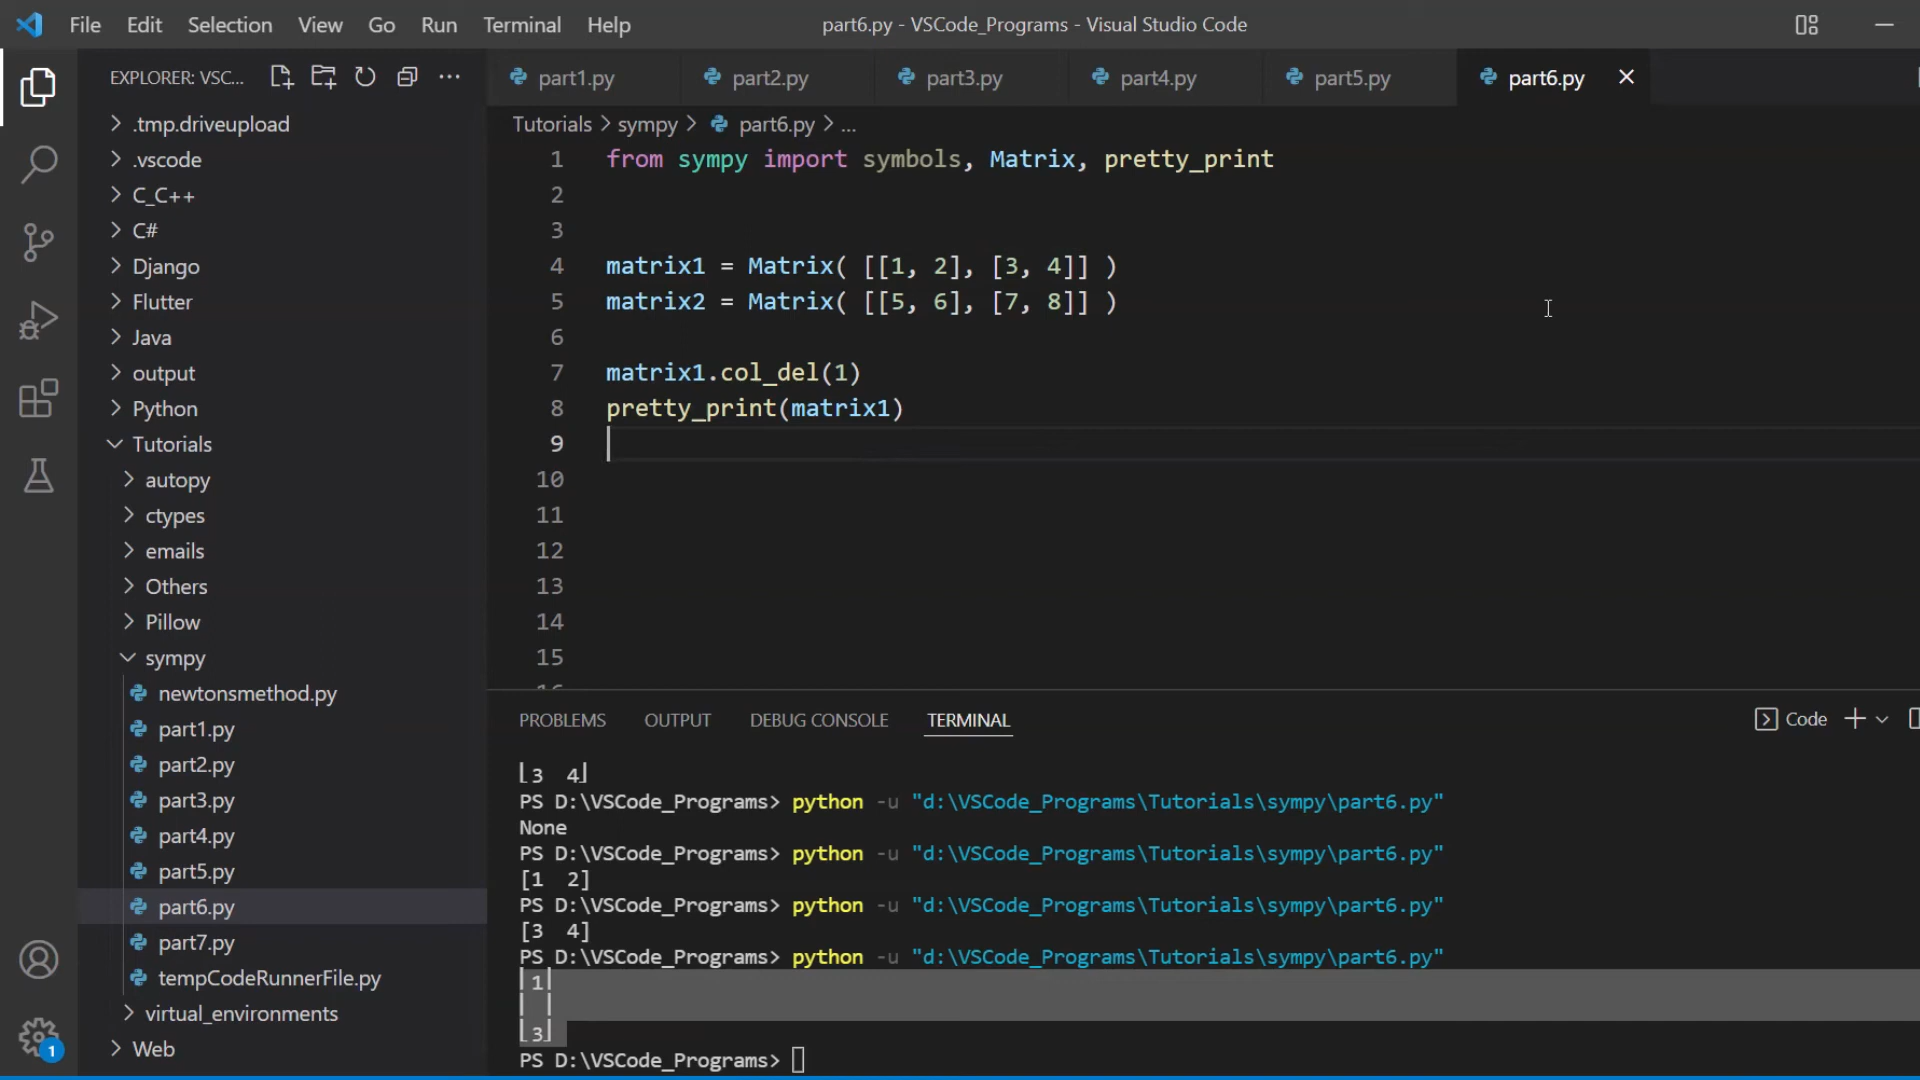 File Edit Selection View Go Run Terminal Help part6.py - VSCode_Programs - Visual Studio Code
EXPLORER: VSC...
.tmp.driveupload
.vscode
C_C++
C#
Django
Flutter
Java
output
Python
Tutorials
autopy
ctypes
emails
Others
Pillow
sympy
newtonsmethod.py
part1.py
part2.py
part3.py
part4.py
part5.py
part6.py
part7.py
tempCodeRunnerFile.py
virtual_environments
Web
1
part1.py part2.py part3.py part4.py part5.py part6.py
Tutorials > sympy > part6.py > ...
1 from sympy import symbols, Matrix, pretty_print
2
3
4 matrix1 = Matrix( [[1, 2], [3, 4]] )
5 matrix2 = Matrix( [[5, 6], [7, 8]] )
6
7 matrix1.col_del(1)
8 pretty_print(matrix1)
9
10
11
12
13
14
15
16
PROBLEMS OUTPUT DEBUG CONSOLE TERMINAL Code
⎣3  4⎦
PS D:\VSCode_Programs> python -u "d:\VSCode_Programs\Tutorials\sympy\part6.py"
None
PS D:\VSCode_Programs> python -u "d:\VSCode_Programs\Tutorials\sympy\part6.py"
[1  2]
PS D:\VSCode_Programs> python -u "d:\VSCode_Programs\Tutorials\sympy\part6.py"
[3  4]
PS D:\VSCode_Programs> python -u "d:\VSCode_Programs\Tutorials\sympy\part6.py"
⎡1⎤
⎢ ⎥
⎣3⎦
PS D:\VSCode_Programs>